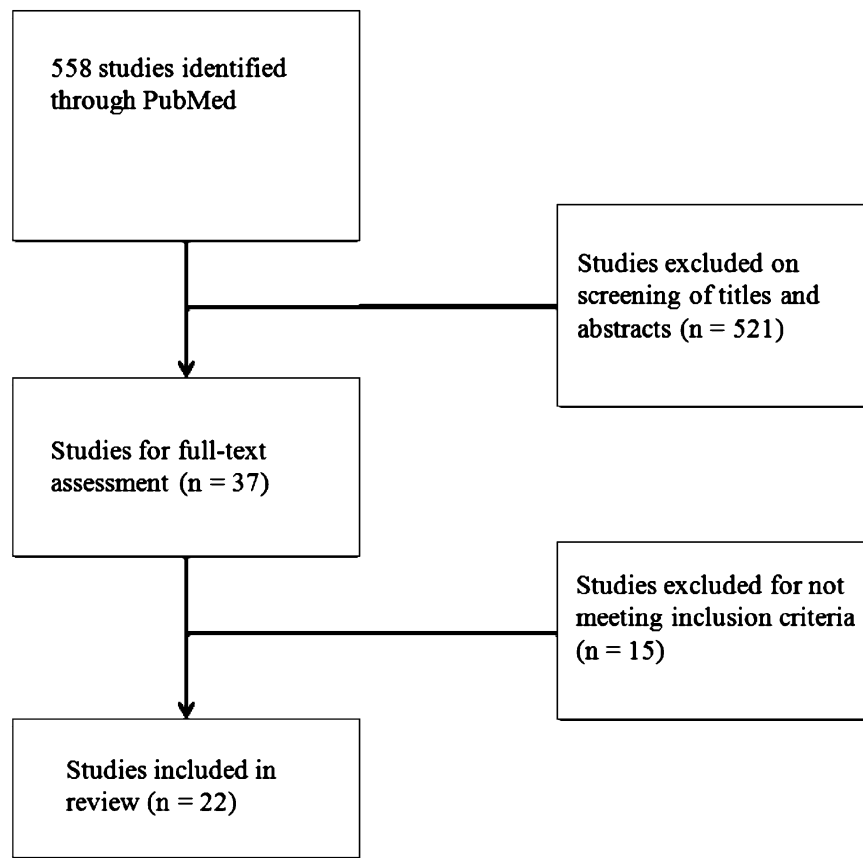 558 studies identified
through PubMed
Studies excluded on
screening of titles and
abstracts (n = 521)
Studies for full-text
assessment (n = 37)
Studies excluded for not
meeting inclusion criteria
(n = 15)
Studies included in
review (n = 22)